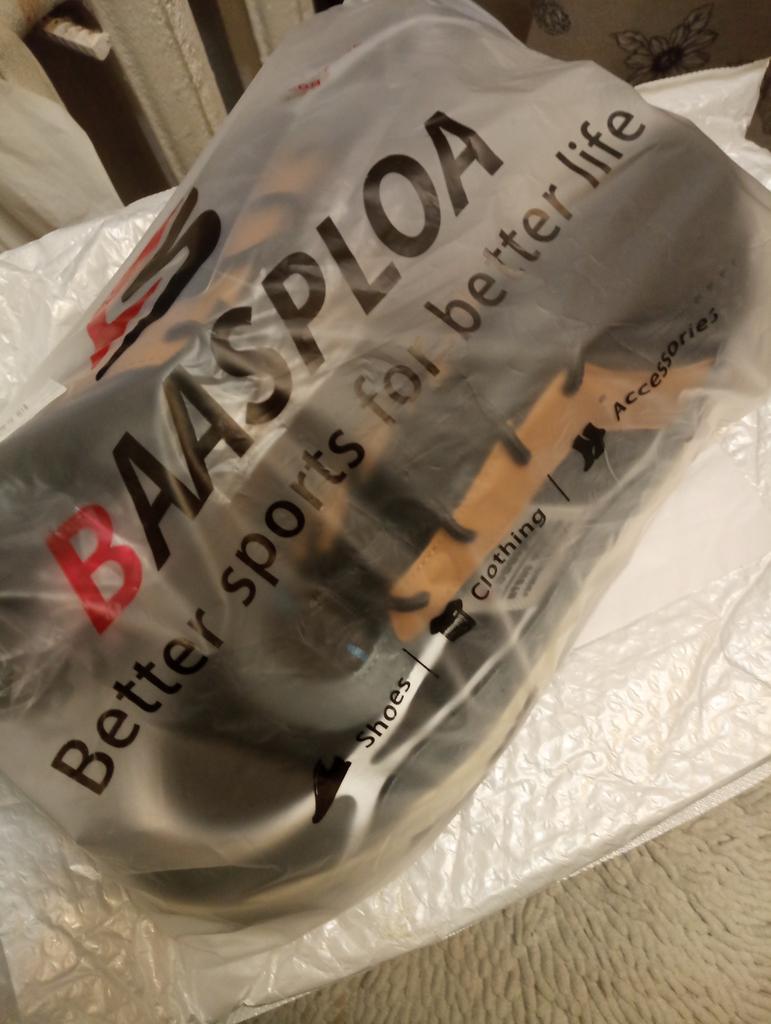 BAASPLOA
Better sports for better life
Shoes | Clothing | Accessories